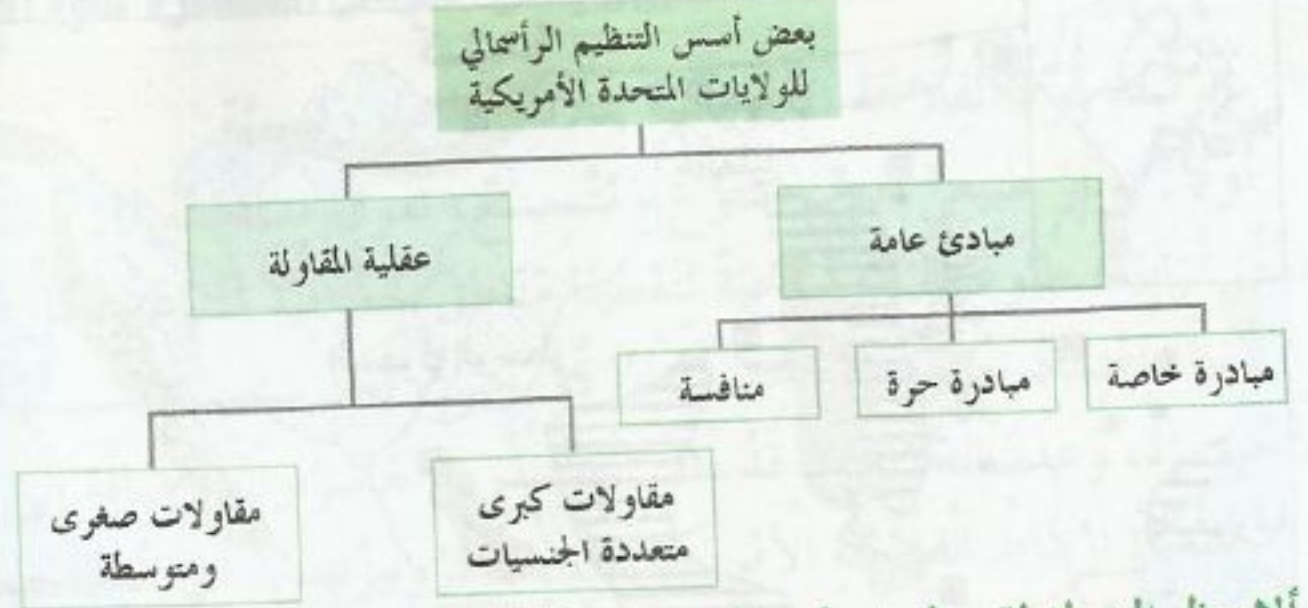 بعض أسس التنظيم الرأسمالي
للولايات المتحدة الأمريكية
مبادئ عامة
عقلية المقاولة
مبادرة خاصة
مبادرة حرة
منافسة
مقاولات كبرى
متعددة الجنسيات
مقاولات صغرى
ومتوسطة